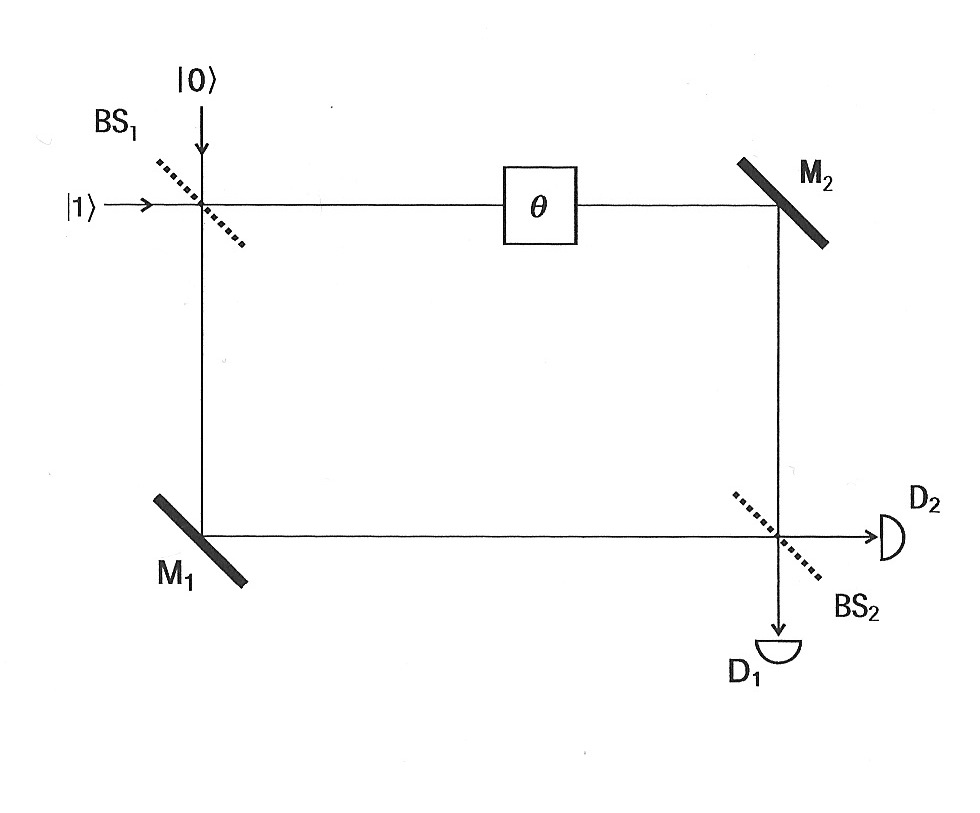 |0⟩
BS₁
M₂
|1⟩
θ
D₂
M₁
BS₂
D₁